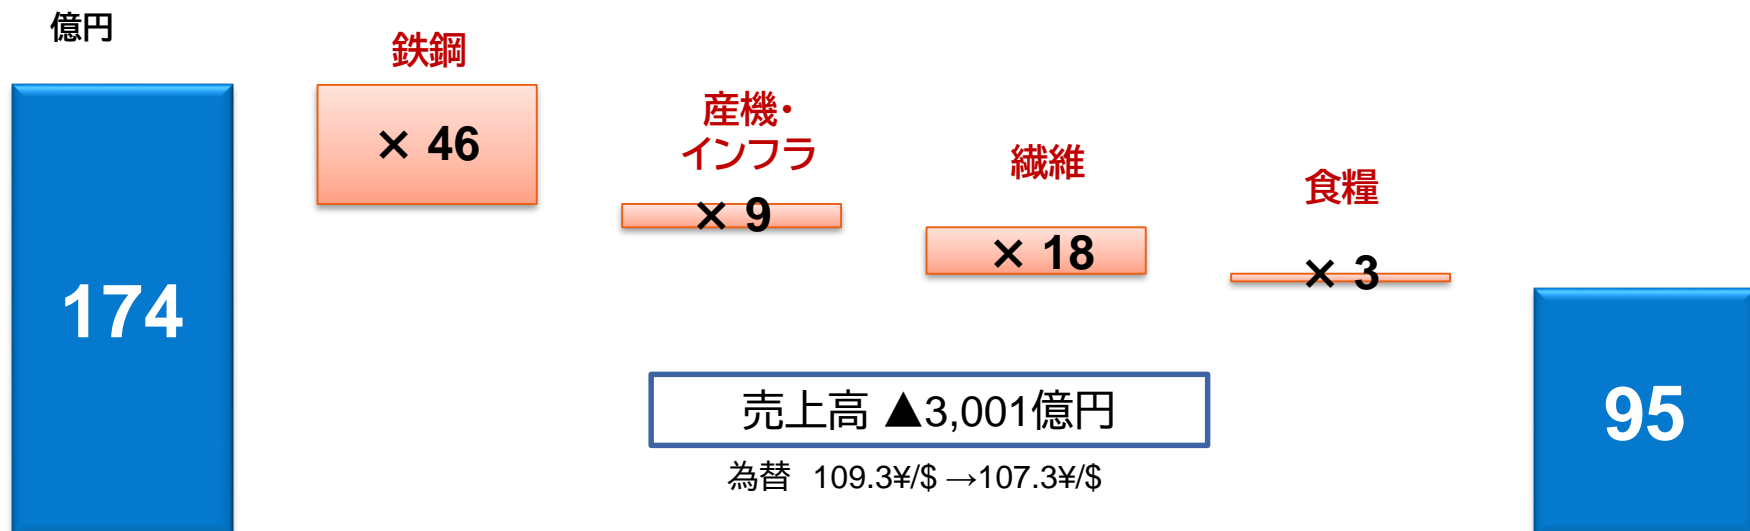 億円
鉄鋼
× 46
産機・
インフラ
× 9
繊維
× 18
食糧
× 3
174
95
売上高 ▲3,001億円
為替 109.3¥/$ →107.3¥/$